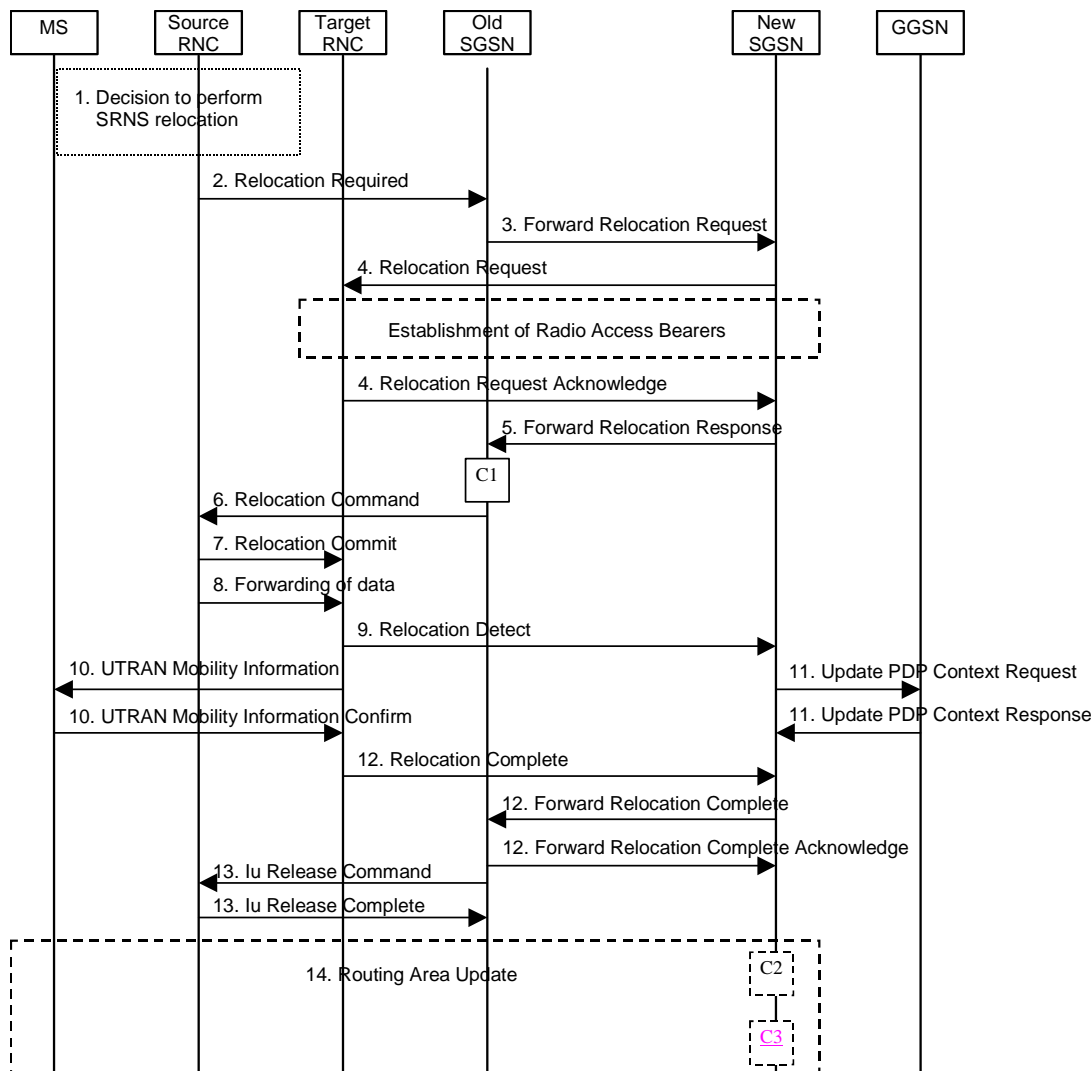 MS
Source
RNC
Target
RNC
Old
SGSN
New
SGSN
GGSN
1. Decision to perform
SRNS relocation
2. Relocation Required
3. Forward Relocation Request
4. Relocation Request
Establishment of Radio Access Bearers
4. Relocation Request Acknowledge
5. Forward Relocation Response
C1
6. Relocation Command
7. Relocation Commit
8. Forwarding of data
9. Relocation Detect
10. UTRAN Mobility Information
11. Update PDP Context Request
10. UTRAN Mobility Information Confirm
11. Update PDP Context Response
12. Relocation Complete
12. Forward Relocation Complete
12. Forward Relocation Complete Acknowledge
13. Iu Release Command
13. Iu Release Complete
14. Routing Area Update
C2
C3